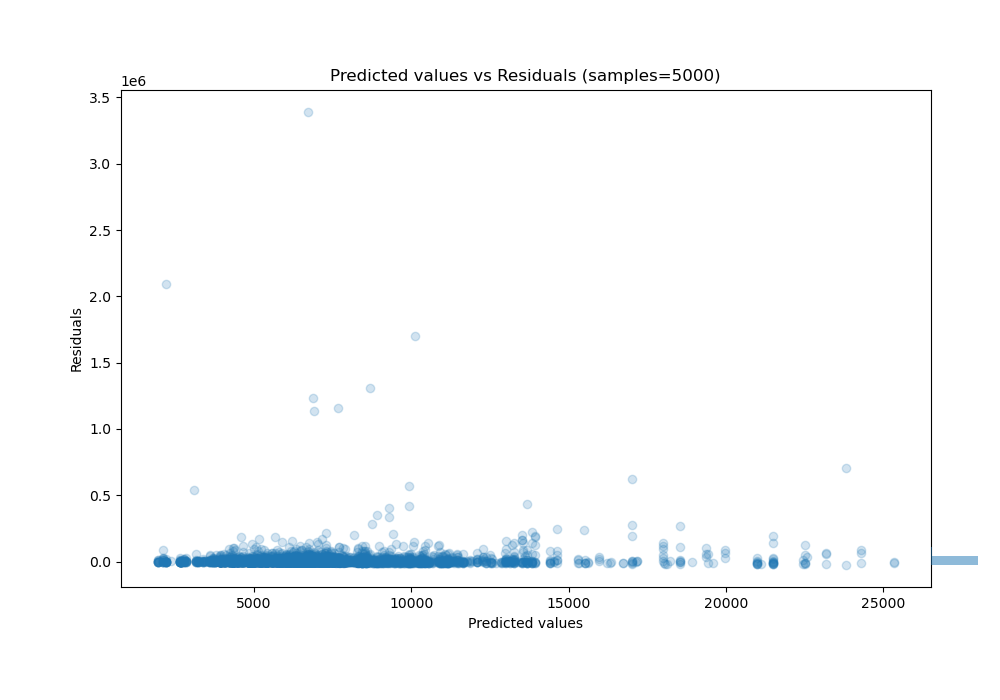 Predicted values vs Residuals (samples=5000)
1e6
3.5
3.0
2.5
2.0
1.5
1.0
0.5
0.0
Residuals
5000 10000 15000 20000 25000
Predicted values